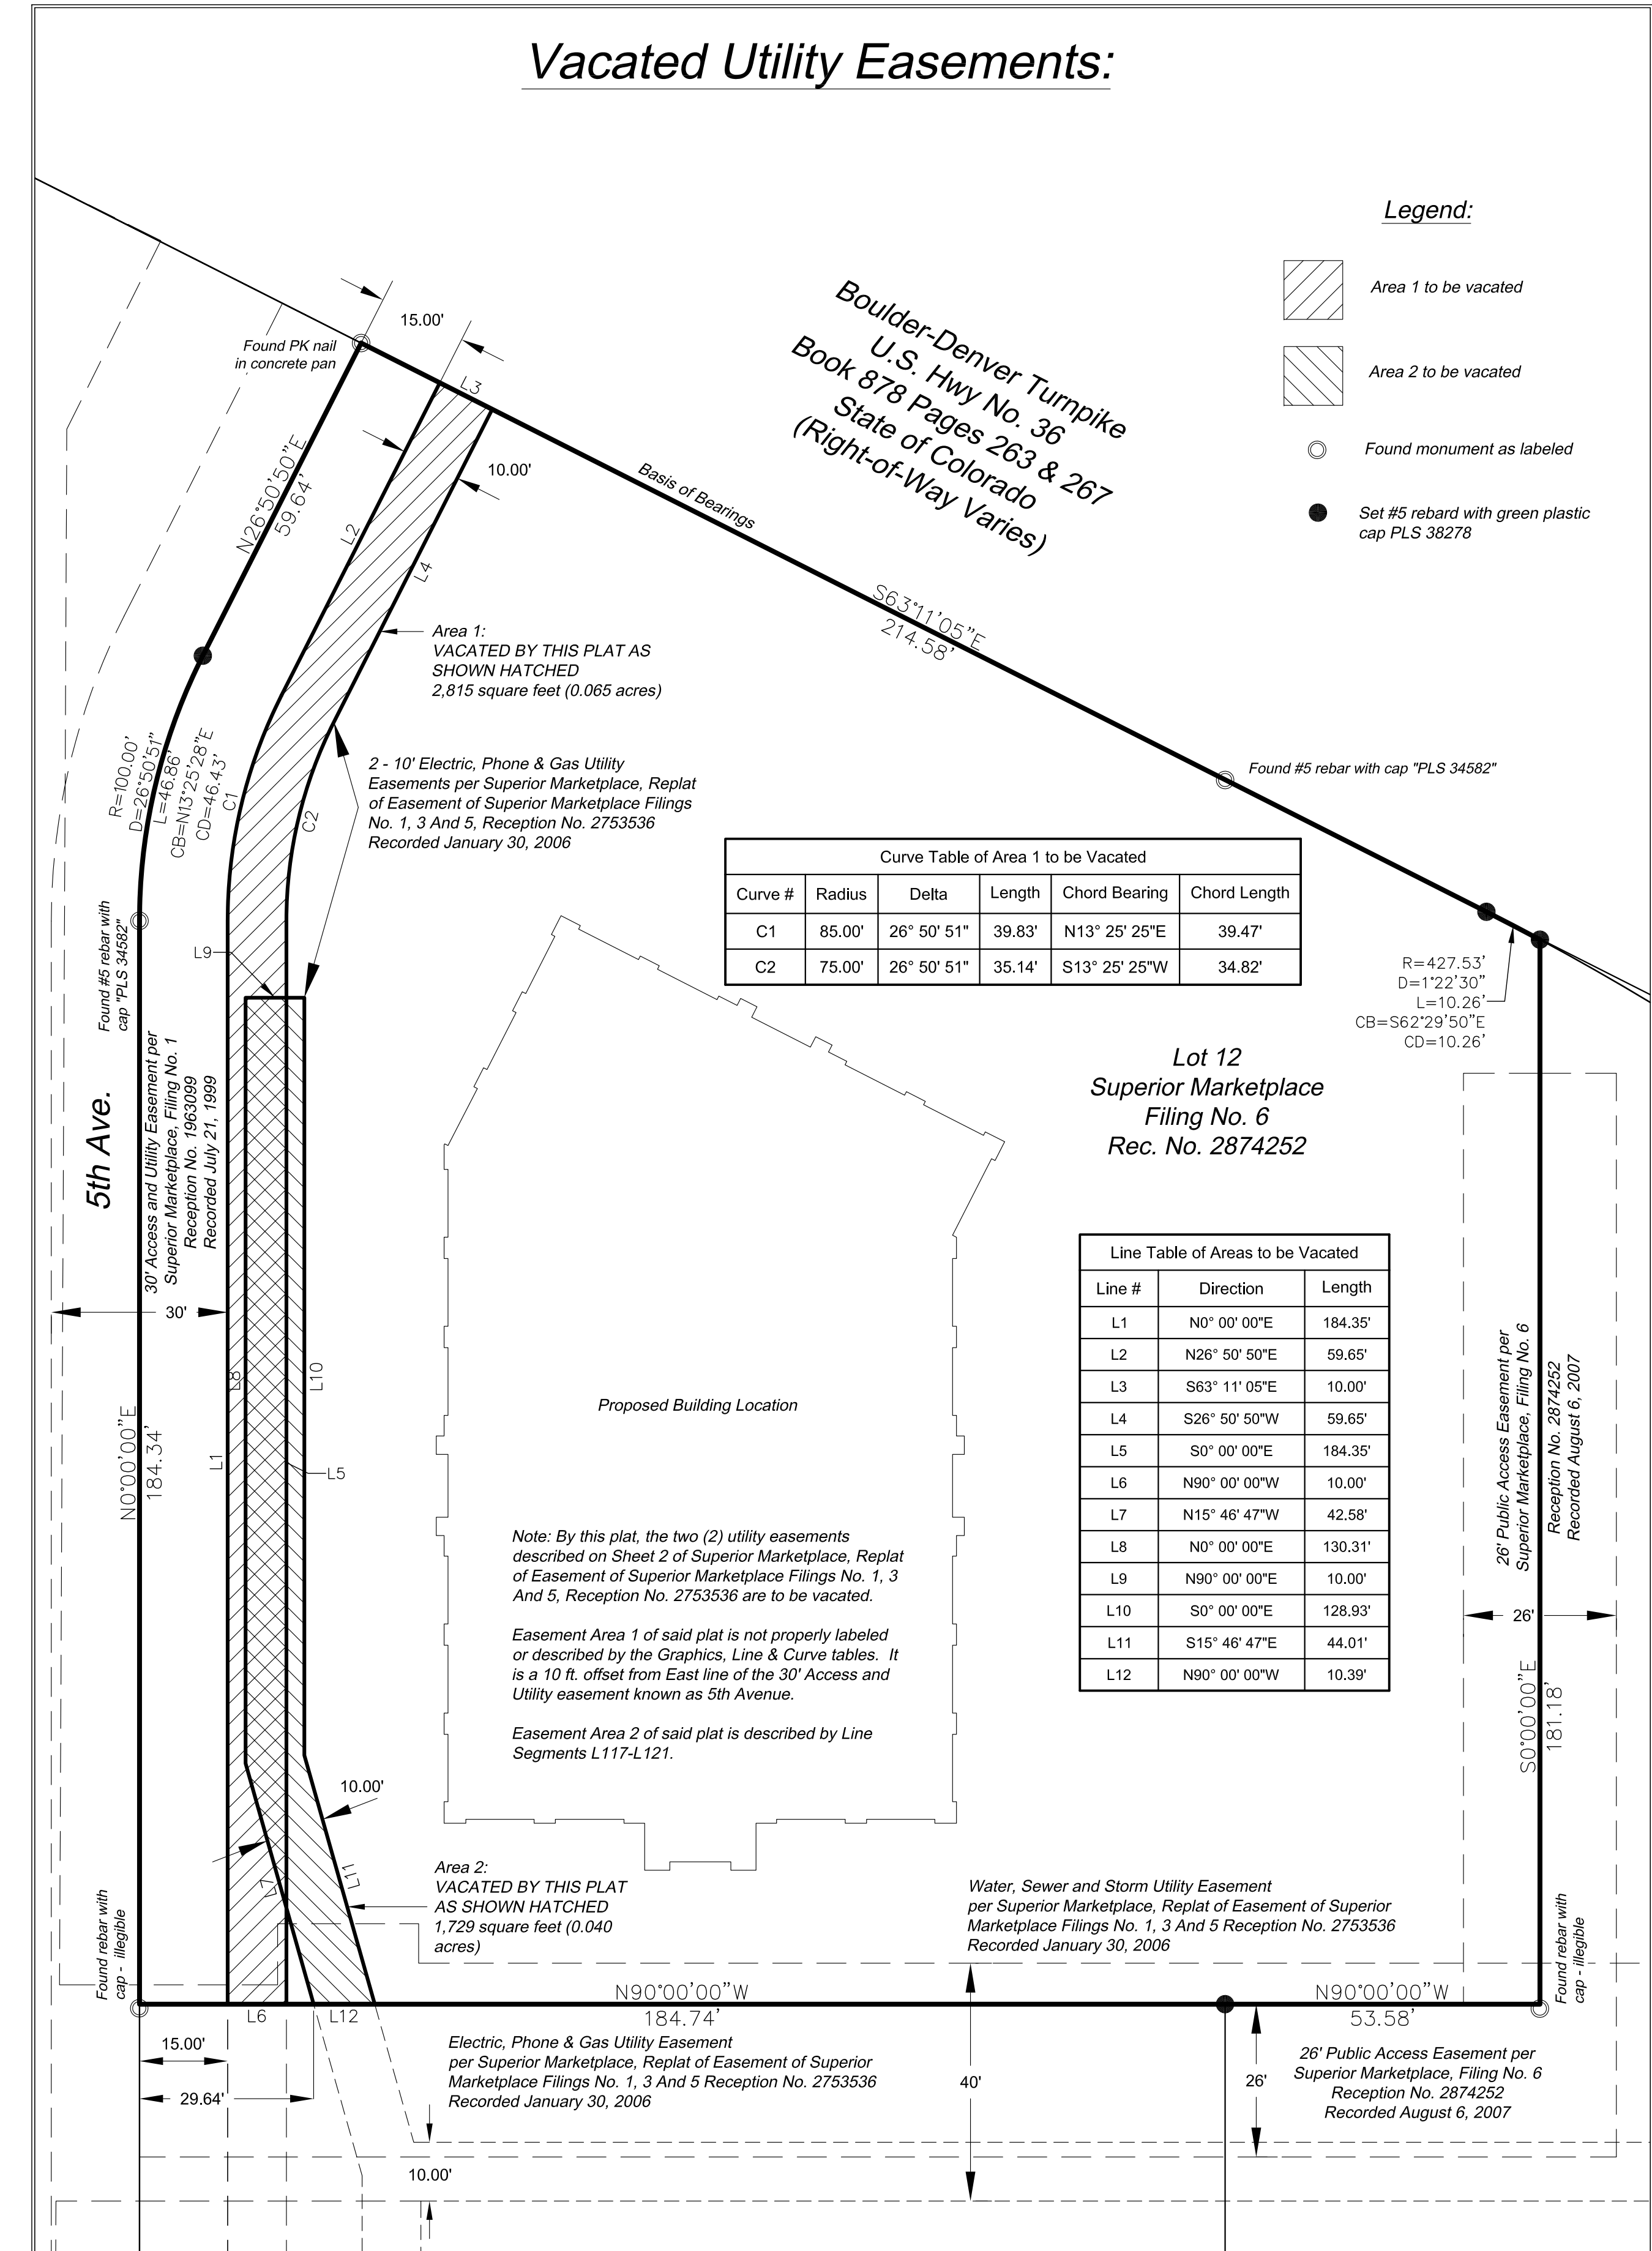 Vacated Utility Easements:
Legend:
Area 1 to be vacated
Area 2 to be vacated
Found monument as labeled
Set #5 rebard with green plastic
cap PLS 38278
Boulder-Denver Turnpike
U.S. Hwy No. 36
Book 878 Pages 263 & 267
State of Colorado
(Right-of-Way Varies)
15.00'
Found PK nail
in concrete pan
L3
10.00'
Basis of Bearings
N26°50'50"E
59.64'
L2
L4
S63°11'05"E
214.58'
Area 1:
VACATED BY THIS PLAT AS
SHOWN HATCHED
2,815 square feet (0.065 acres)
R=100.00'
D=26°50'51"
L=46.86'
CB=N13°25'28"E
CD=46.43'
C1
C2
2 - 10' Electric, Phone & Gas Utility
Easements per Superior Marketplace, Replat
of Easement of Superior Marketplace Filings
No. 1, 3 And 5, Reception No. 2753536
Recorded January 30, 2006
Found #5 rebar with cap "PLS 34582"
Curve Table of Area 1 to be Vacated
Curve # Radius Delta Length Chord Bearing Chord Length
C1 85.00' 26° 50' 51" 39.83' N13° 25' 25"E 39.47'
C2 75.00' 26° 50' 51" 35.14' S13° 25' 25"W 34.82'
Found #5 rebar with
cap "PLS 34582"
L9
R=427.53'
D=1°22'30"
L=10.26'
CB=S62°29'50"E
CD=10.26'
Lot 12
Superior Marketplace
Filing No. 6
Rec. No. 2874252
5th Ave.
30' Access and Utility Easement per
Superior Marketplace, Filing No. 1
Reception No. 1963099
Recorded July 21, 1999
30'
L8
L10
L1
L5
N0°00'00"E
184.34'
Proposed Building Location
Line Table of Areas to be Vacated
Line # Direction Length
L1 N0° 00' 00"E 184.35'
L2 N26° 50' 50"E 59.65'
L3 S63° 11' 05"E 10.00'
L4 S26° 50' 50"W 59.65'
L5 S0° 00' 00"E 184.35'
L6 N90° 00' 00"W 10.00'
L7 N15° 46' 47"W 42.58'
L8 N0° 00' 00"E 130.31'
L9 N90° 00' 00"E 10.00'
L10 S0° 00' 00"E 128.93'
L11 S15° 46' 47"E 44.01'
L12 N90° 00' 00"W 10.39'
26' Public Access Easement per
Superior Marketplace, Filing No. 6
Reception No. 2874252
Recorded August 6, 2007
26'
S0°00'00"E
181.18'
Note: By this plat, the two (2) utility easements
described on Sheet 2 of Superior Marketplace, Replat
of Easement of Superior Marketplace Filings No. 1, 3
And 5, Reception No. 2753536 are to be vacated.
Easement Area 1 of said plat is not properly labeled
or described by the Graphics, Line & Curve tables. It
is a 10 ft. offset from East line of the 30' Access and
Utility easement known as 5th Avenue.
Easement Area 2 of said plat is described by Line
Segments L117-L121.
10.00'
L7
L11
Area 2:
VACATED BY THIS PLAT
AS SHOWN HATCHED
1,729 square feet (0.040
acres)
Water, Sewer and Storm Utility Easement
per Superior Marketplace, Replat of Easement of Superior
Marketplace Filings No. 1, 3 And 5 Reception No. 2753536
Recorded January 30, 2006
Found rebar with
cap - illegible
Found rebar with
cap - illegible
L6
L12
N90°00'00"W
184.74'
N90°00'00"W
53.58'
15.00'
29.64'
Electric, Phone & Gas Utility Easement
per Superior Marketplace, Replat of Easement of Superior
Marketplace Filings No. 1, 3 And 5 Reception No. 2753536
Recorded January 30, 2006
40'
26'
26' Public Access Easement per
Superior Marketplace, Filing No. 6
Reception No. 2874252
Recorded August 6, 2007
10.00'